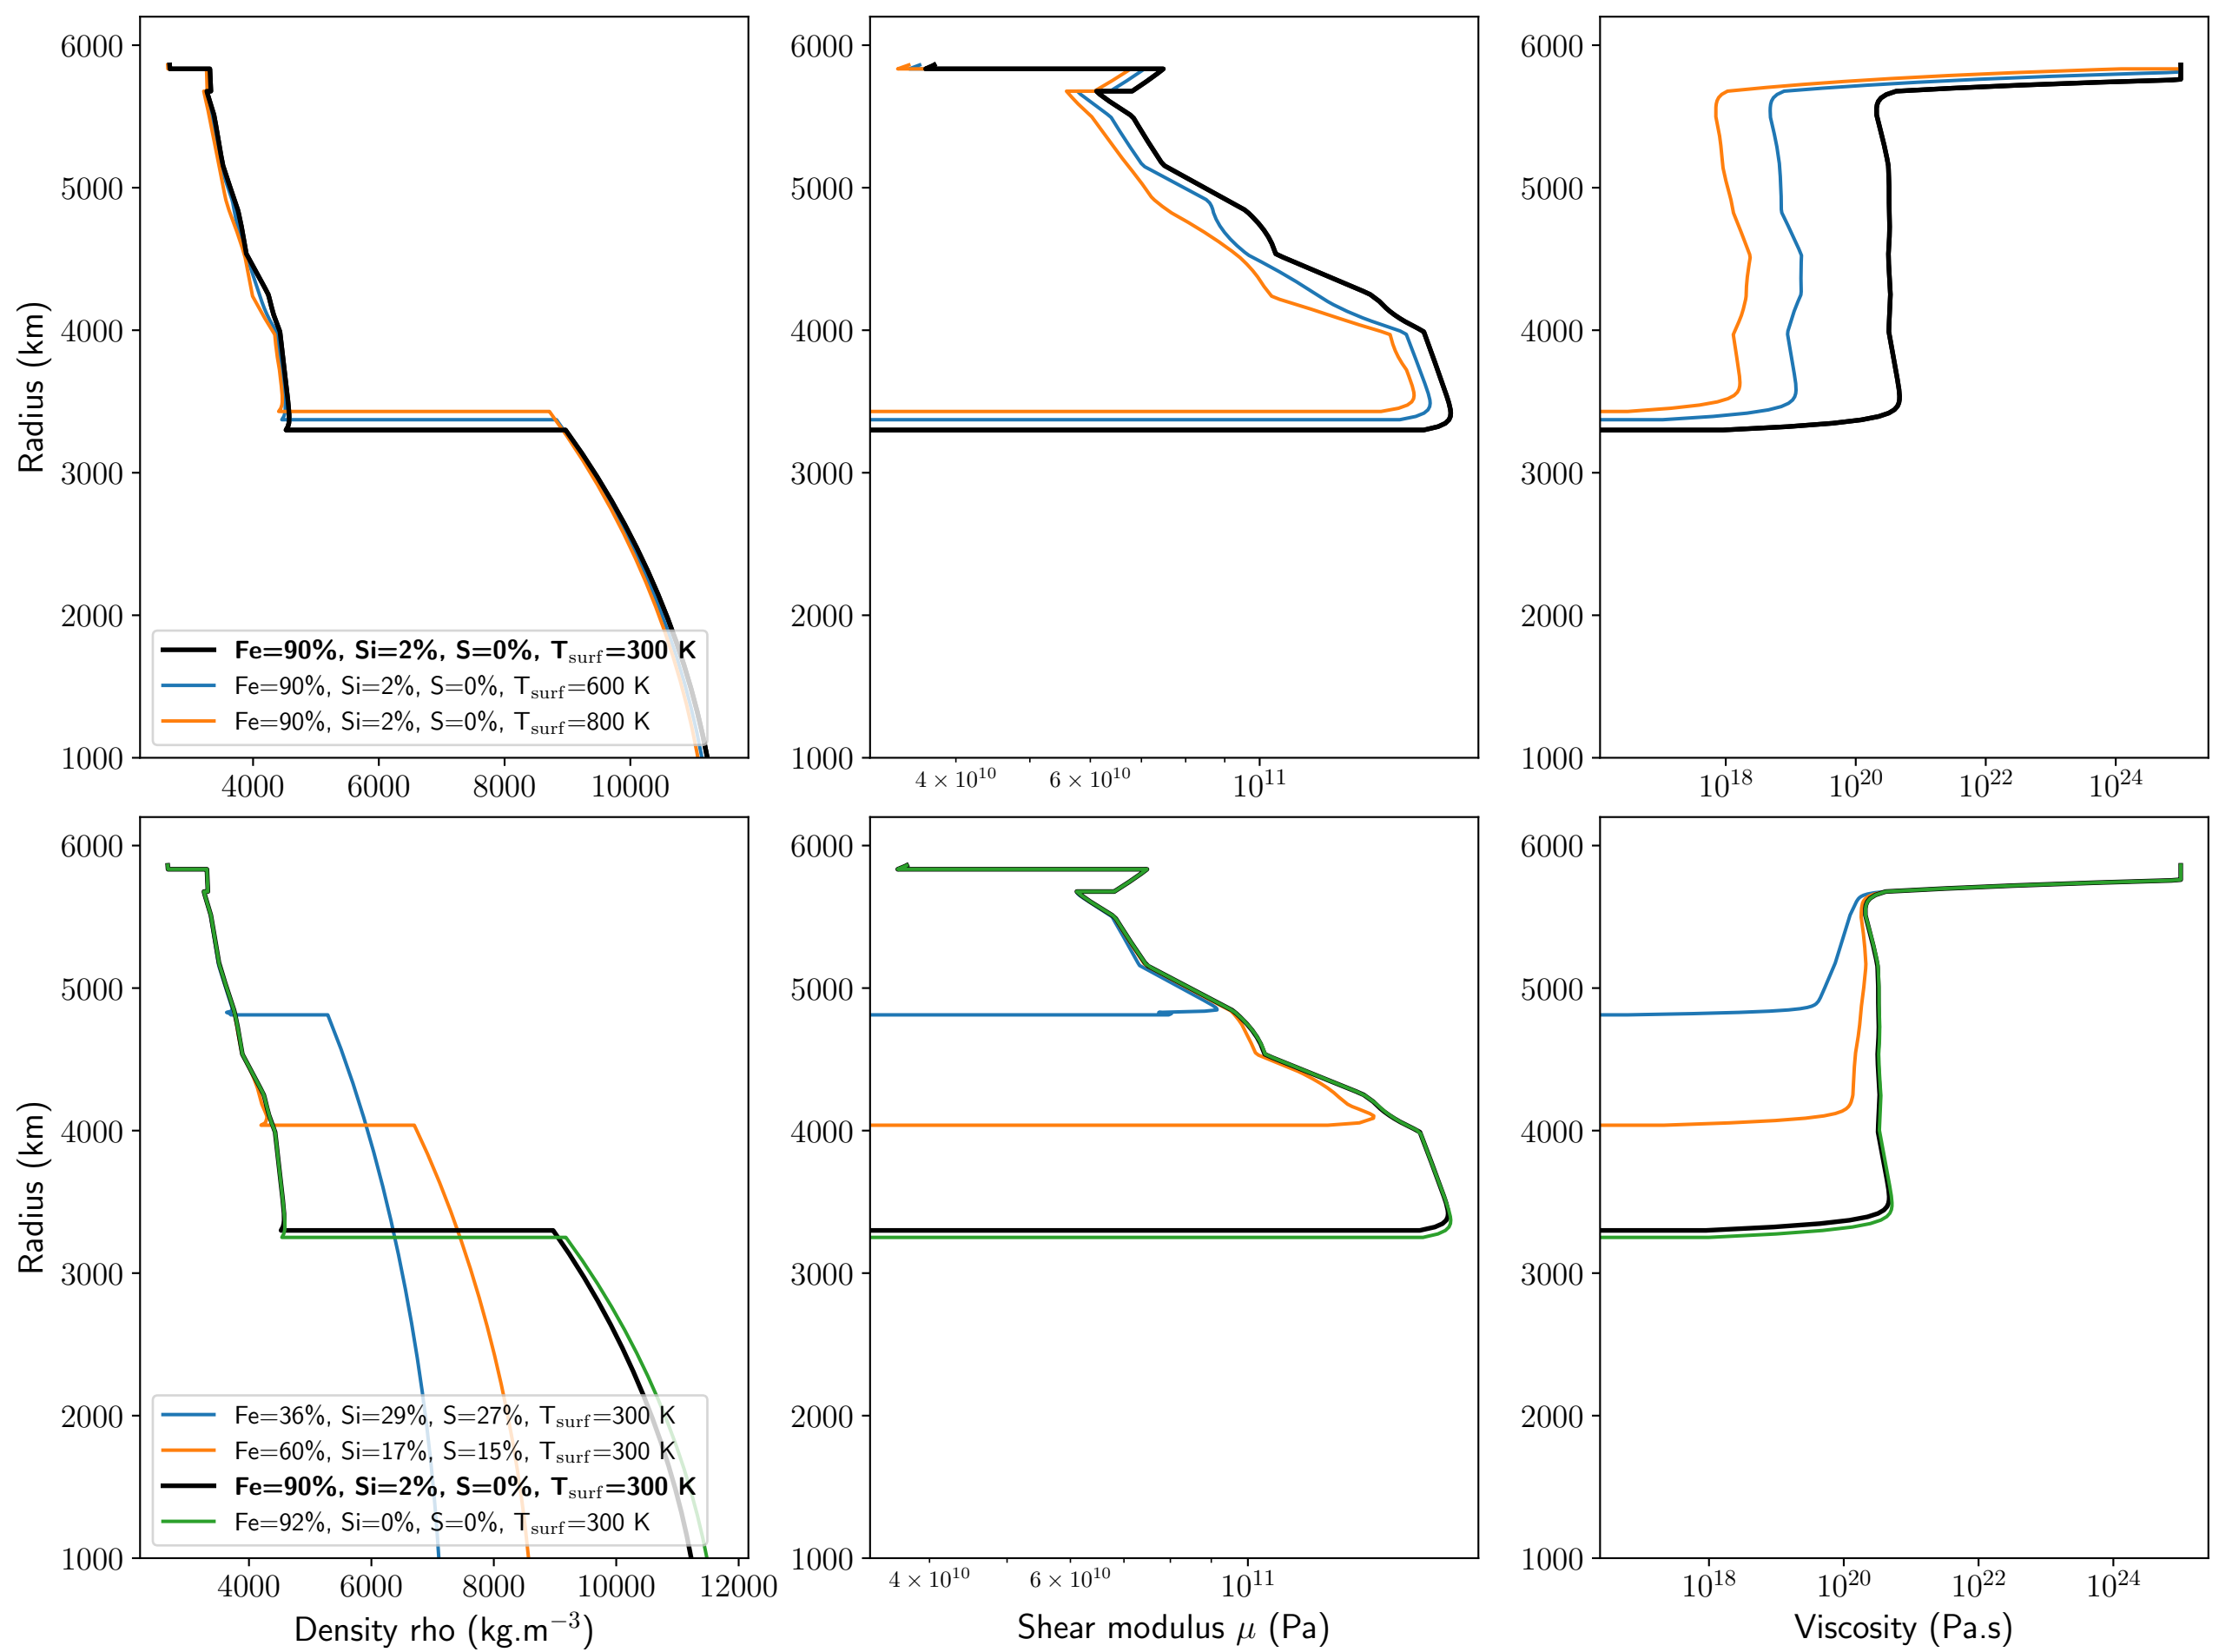 6000
5000
4000
3000
2000
1000
Radius (km)
Fe=90%, Si=2%, S=0%, T_surf=300 K
Fe=90%, Si=2%, S=0%, T_surf=600 K
Fe=90%, Si=2%, S=0%, T_surf=800 K
4000 6000 8000 10000
6000
5000
4000
3000
2000
1000
4 × 10^10 6 × 10^10 10^11
6000
5000
4000
3000
2000
1000
10^18 10^20 10^22 10^24
6000
5000
4000
3000
2000
1000
Radius (km)
Fe=36%, Si=29%, S=27%, T_surf=300 K
Fe=60%, Si=17%, S=15%, T_surf=300 K
Fe=90%, Si=2%, S=0%, T_surf=300 K
Fe=92%, Si=0%, S=0%, T_surf=300 K
4000 6000 8000 10000 12000
Density rho (kg.m^−3)
6000
5000
4000
3000
2000
1000
4 × 10^10 6 × 10^10 10^11
Shear modulus μ (Pa)
6000
5000
4000
3000
2000
1000
10^18 10^20 10^22 10^24
Viscosity (Pa.s)